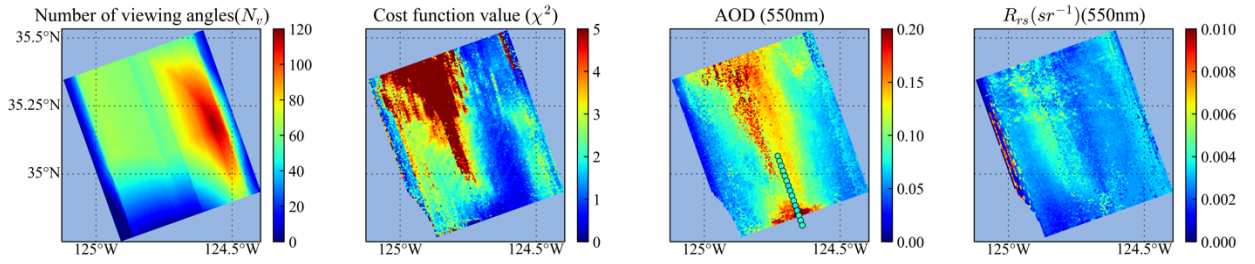 Number of viewing angles(N_v)
Cost function value (χ²)
AOD (550nm)
R_rs(sr⁻¹)(550nm)
35.5°N
35.25°N
35°N
125°W
124.5°W
120
100
80
60
40
20
0
125°W
124.5°W
5
4
3
2
1
0
125°W
124.5°W
0.20
0.15
0.10
0.05
0.00
125°W
124.5°W
0.010
0.008
0.006
0.004
0.002
0.000